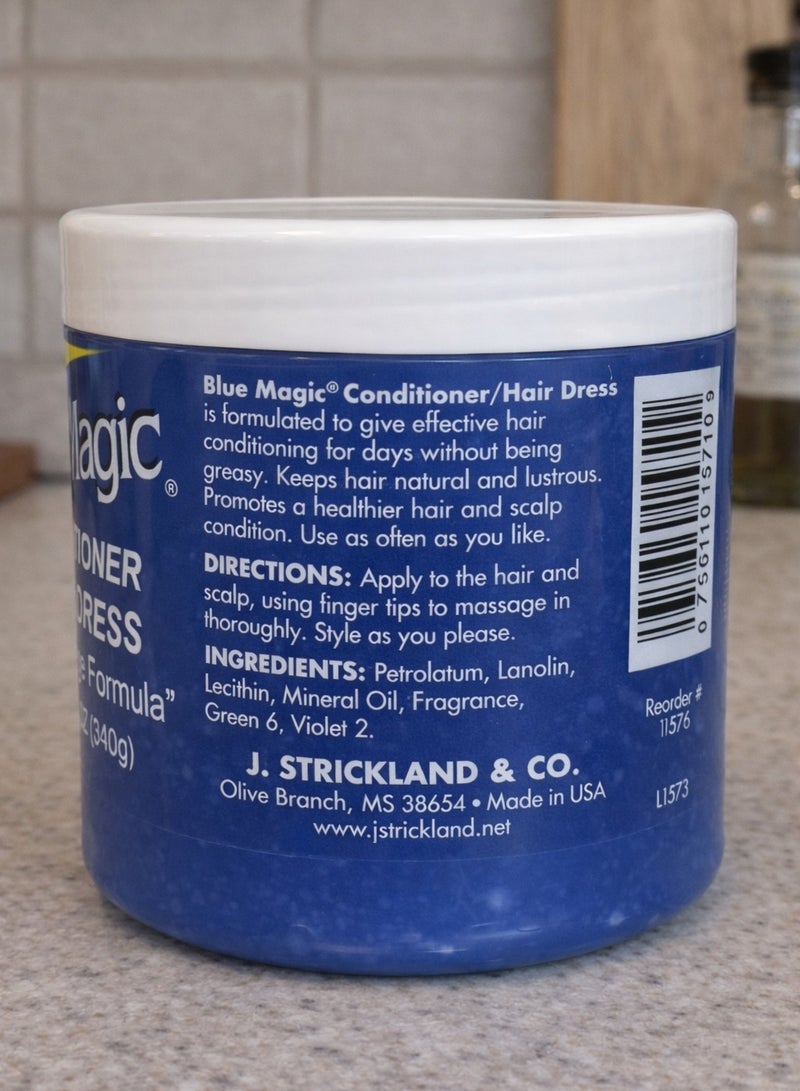 Magic®
TIONER
DRESS
Formula”
OZ (340g)
Blue Magic® Conditioner/Hair Dress
is formulated to give effective hair
conditioning for days without being
greasy. Keeps hair natural and lustrous.
Promotes a healthier hair and scalp
condition. Use as often as you like.
DIRECTIONS: Apply to the hair and
scalp, using finger tips to massage in
thoroughly. Style as you please.
INGREDIENTS: Petrolatum, Lanolin,
Lecithin, Mineral Oil, Fragrance,
Green 6, Violet 2.
J. STRICKLAND & CO.
Olive Branch, MS 38654 • Made in USA
www.jstrickland.net
0 756110 15710 9
Reorder #
11576
L1573